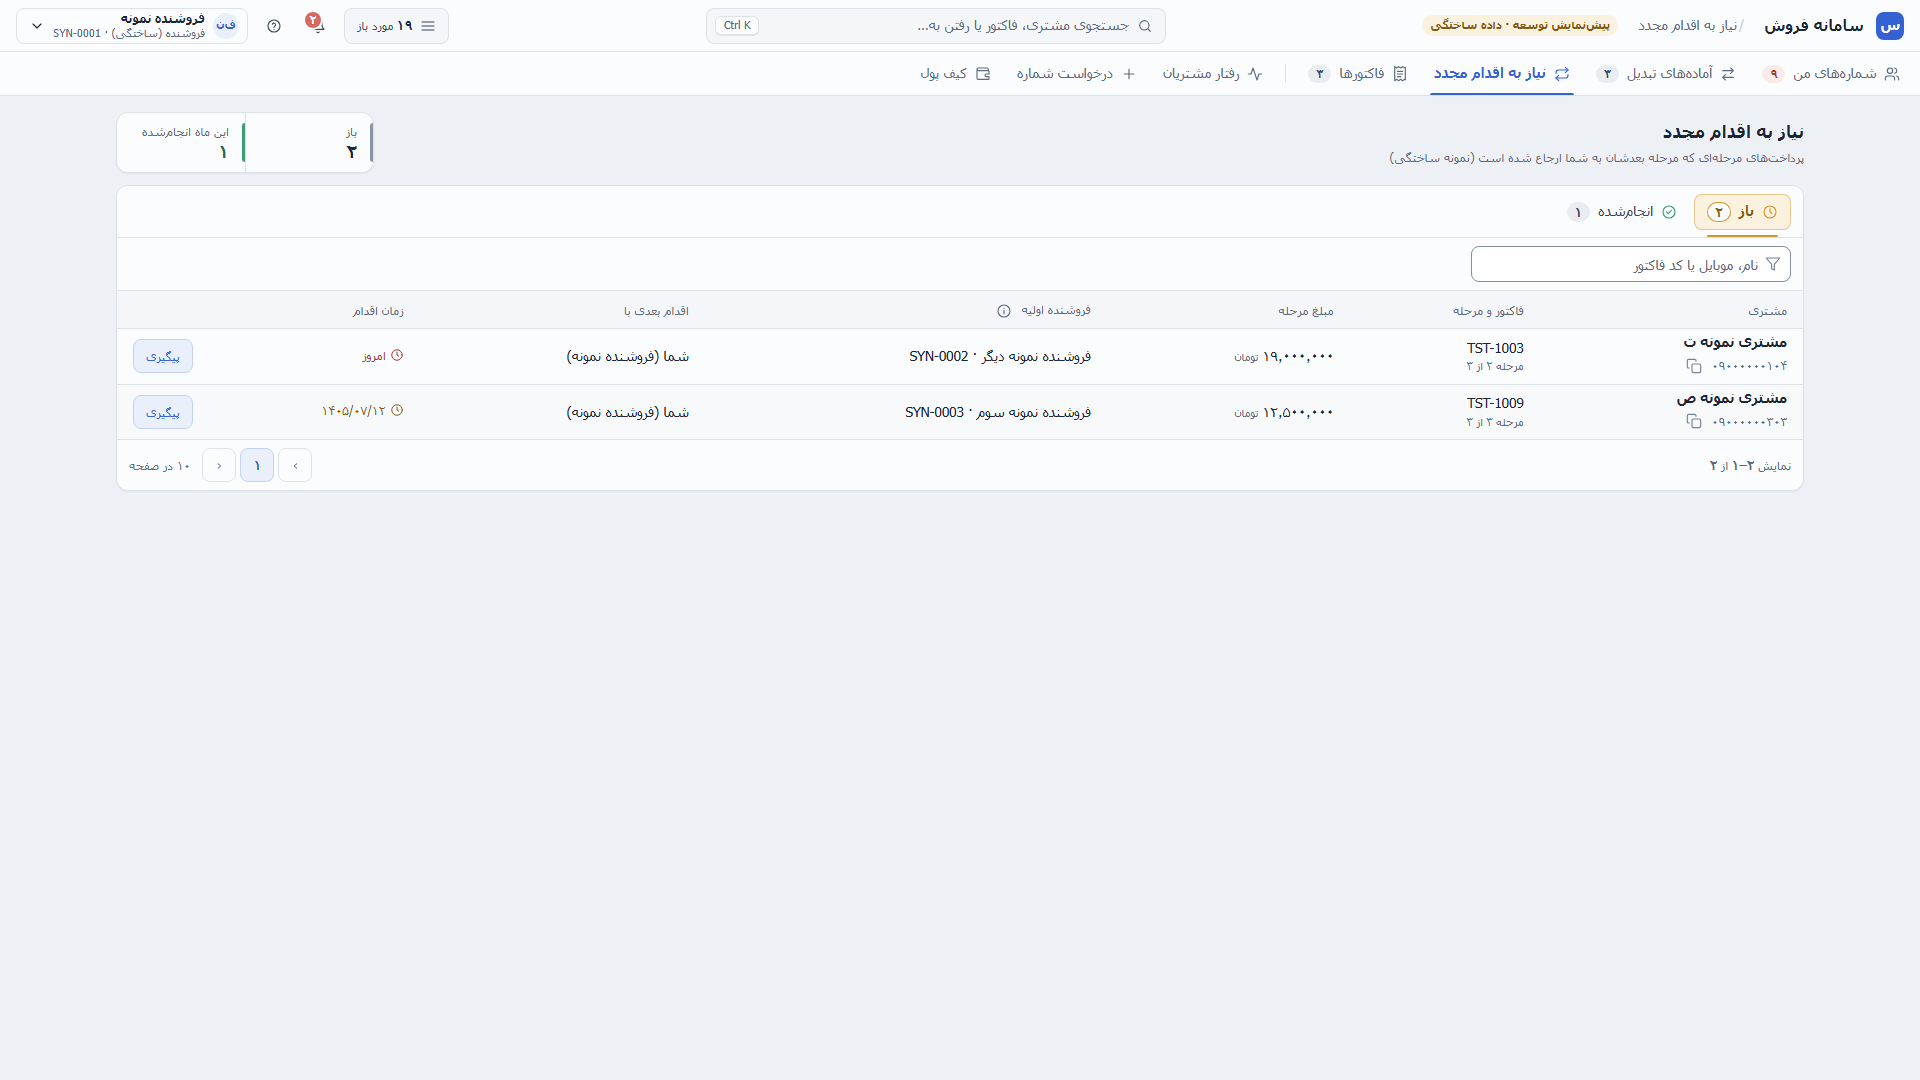 س سامانه فروش / نیاز به اقدام مجدد پیش‌نمایش توسعه · داده ساختگی
جستجوی مشتری، فاکتور یا رفتن به... Ctrl K
۱۹ مورد باز
۲
فن فروشنده نمونه
فروشنده (ساختگی) · SYN-0001
شماره‌های من ۹ آماده‌های تبدیل ۳ نیاز به اقدام مجدد فاکتورها ۳ رفتار مشتریان درخواست شماره کیف پول
نیاز به اقدام مجدد
پرداخت‌های مرحله‌ای که مرحله بعدشان به شما ارجاع شده است (نمونه ساختگی)
باز
۲
این ماه انجام‌شده
۱
باز ۲ انجام‌شده ۱
نام، موبایل یا کد فاکتور
مشتری فاکتور و مرحله مبلغ مرحله فروشنده اولیه اقدام بعدی با زمان اقدام
مشتری نمونه ت
۰۹۰۰۰۰۰۰۱۰۴
TST-1003
مرحله ۲ از ۳
۱۹,۰۰۰,۰۰۰ تومان
فروشنده نمونه دیگر · SYN-0002
شما (فروشنده نمونه)
امروز
پیگیری
مشتری نمونه ص
۰۹۰۰۰۰۰۰۳۰۳
TST-1009
مرحله ۳ از ۳
۱۲,۵۰۰,۰۰۰ تومان
فروشنده نمونه سوم · SYN-0003
شما (فروشنده نمونه)
۱۴۰۵/۰۷/۱۲
پیگیری
نمایش ۱–۲ از ۲
‹ ۱ › ۱۰ در صفحه